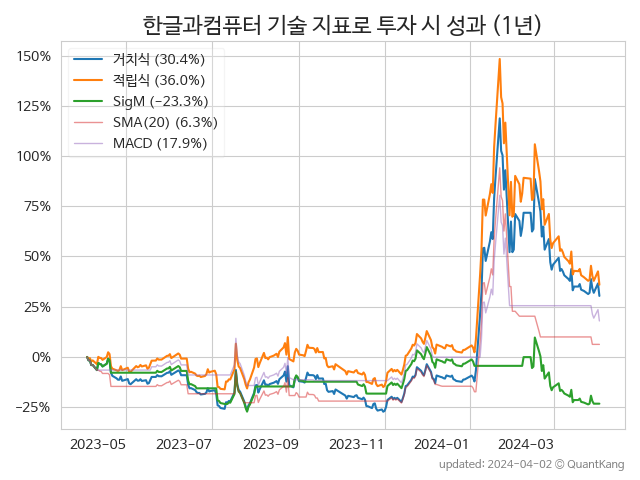 한글과컴퓨터 기술 지표로 투자 시 성과 (1년)
거치식 (30.4%)
적립식 (36.0%)
SigM (−23.3%)
SMA(20) (6.3%)
MACD (17.9%)
150%
125%
100%
75%
50%
25%
0%
−25%
2023-05 2023-07 2023-09 2023-11 2024-01 2024-03
updated: 2024-04-02 © QuantKang